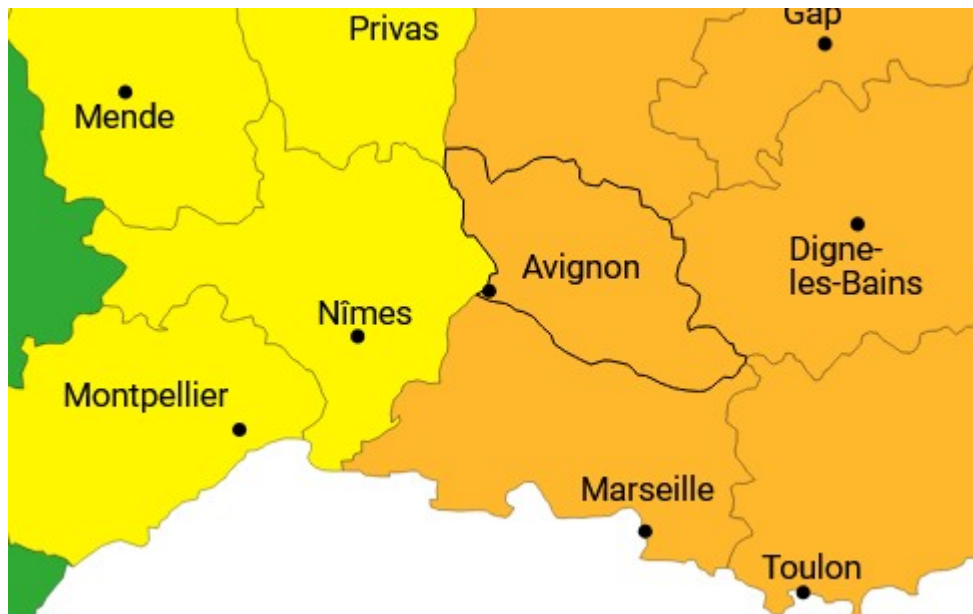 Gap
Privas
Mende
Digne-
les-Bains
Avignon
Nîmes
Montpellier
Marseille
Toulon